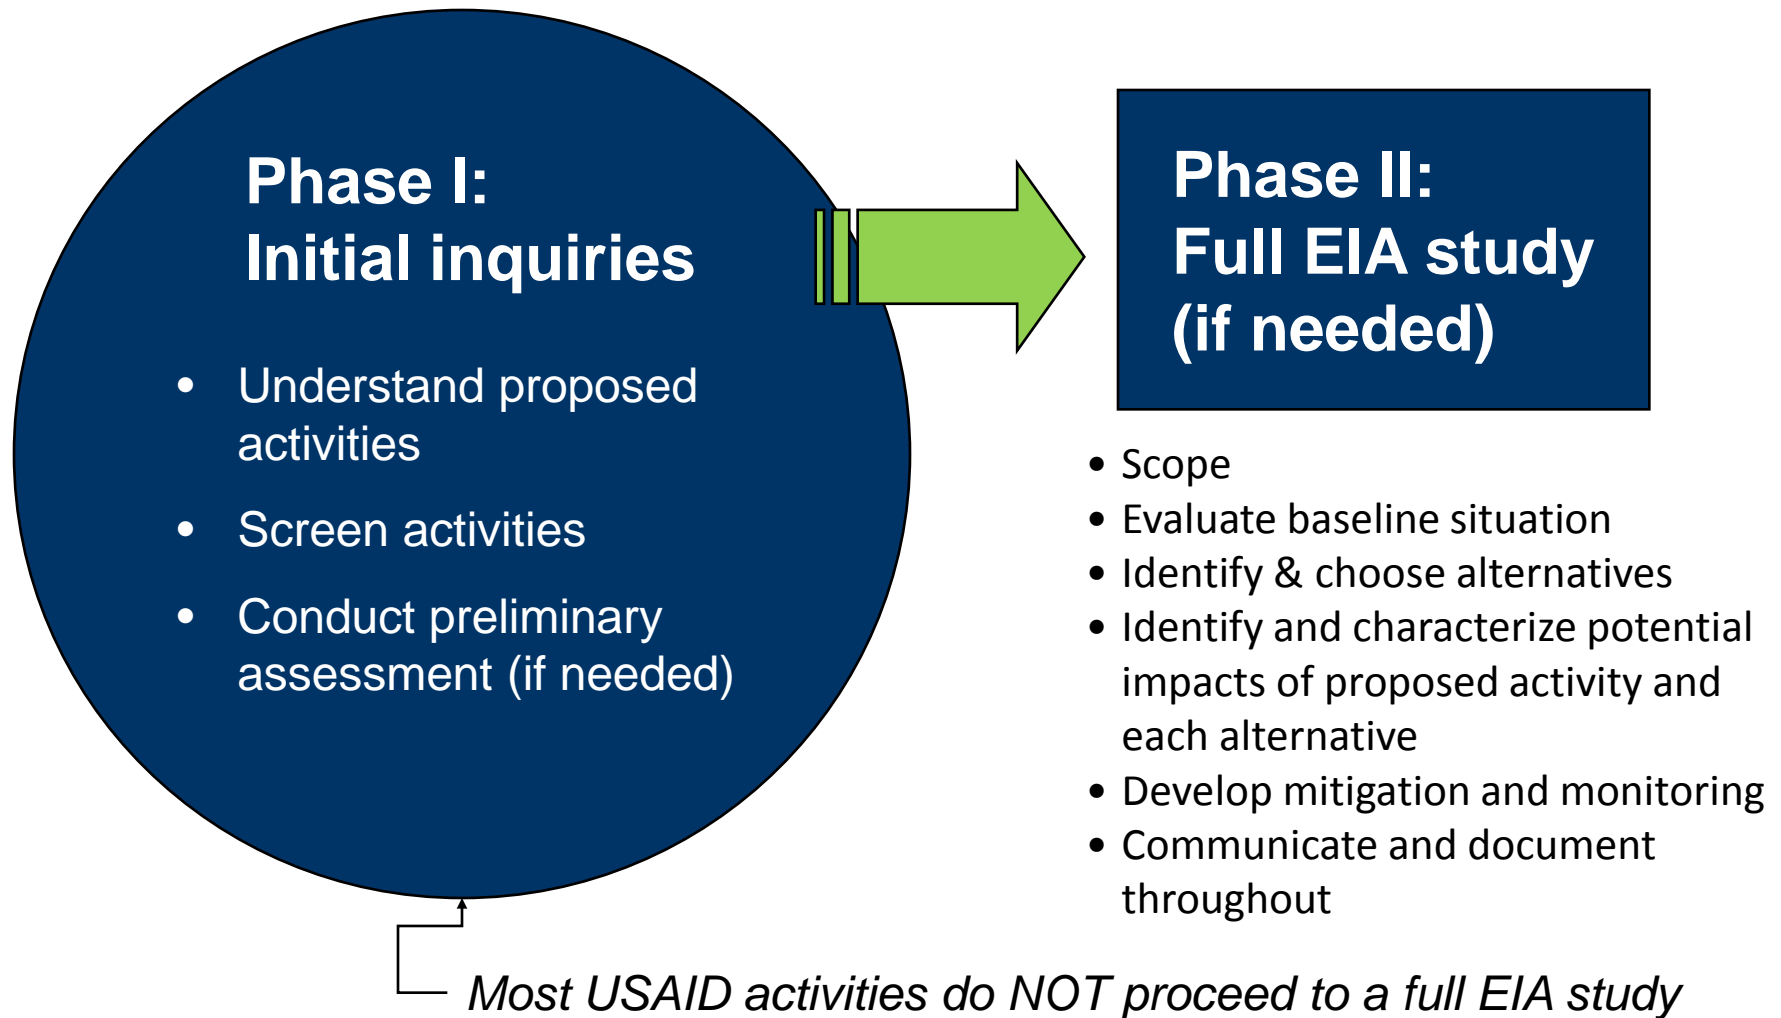 Phase I:
Initial inquiries
• Understand proposed
activities
• Screen activities
• Conduct preliminary
assessment (if needed)
Phase II:
Full EIA study
(if needed)
• Scope
• Evaluate baseline situation
• Identify & choose alternatives
• Identify and characterize potential
impacts of proposed activity and
each alternative
• Develop mitigation and monitoring
• Communicate and document
throughout
Most USAID activities do NOT proceed to a full EIA study